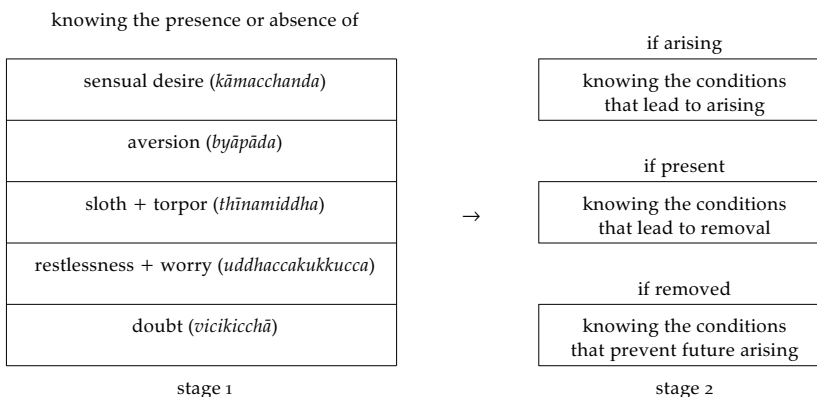 knowing the presence or absence of
sensual desire (kāmacchanda)
aversion (byāpāda)
sloth + torpor (thīnamiddha)
restlessness + worry (uddhaccakukkucca)
doubt (vicikicchā)
stage 1
→
if arising
knowing the conditions
that lead to arising
if present
knowing the conditions
that lead to removal
if removed
knowing the conditions
that prevent future arising
stage 2